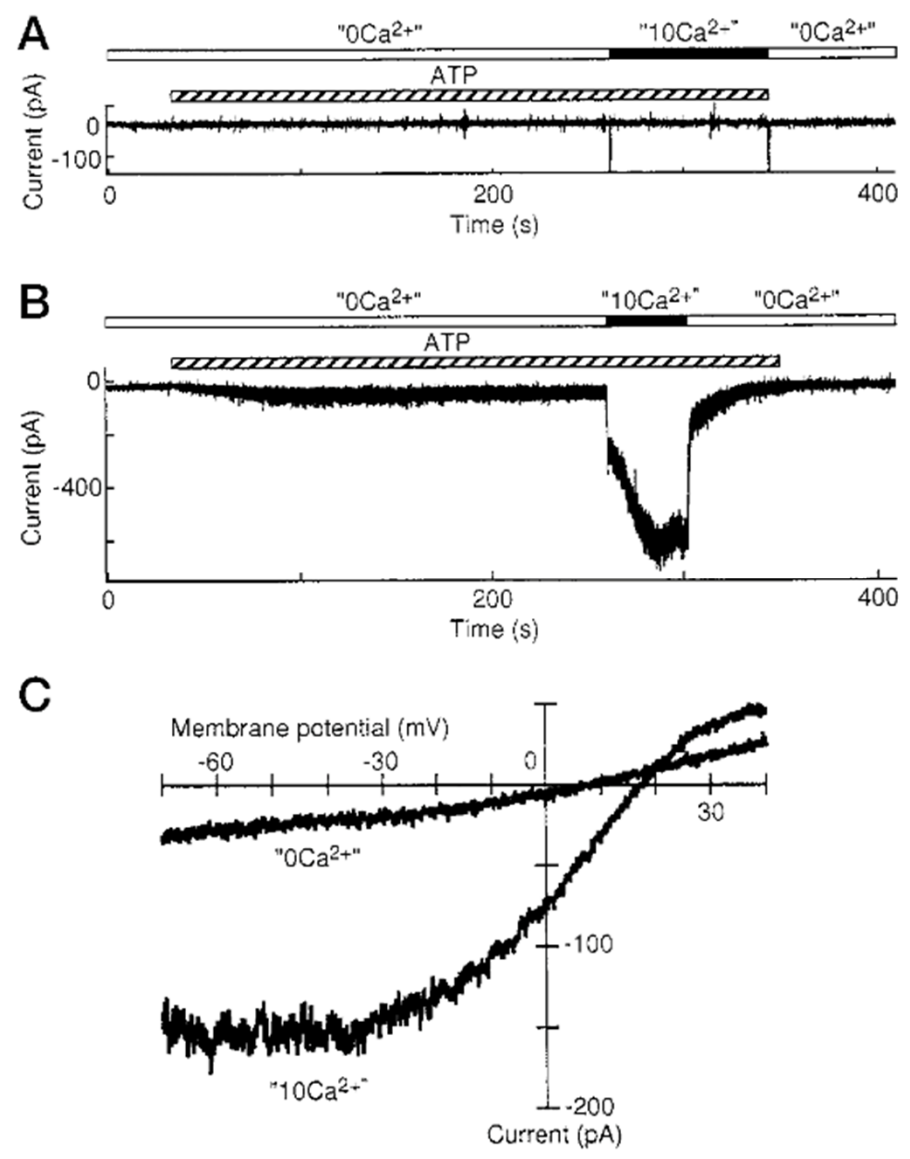 A
"0Ca²⁺" "10Ca²⁺" "0Ca²⁺"
ATP
Current (pA)
0
-100
0 200 400
Time (s)
B
"0Ca²⁺" "10Ca²⁺" "0Ca²⁺"
ATP
Current (pA)
0
-400
0 200 400
Time (s)
C
Membrane potential (mV)
-60 -30 0
30
"0Ca²⁺"
-100
"10Ca²⁺"
-200
Current (pA)